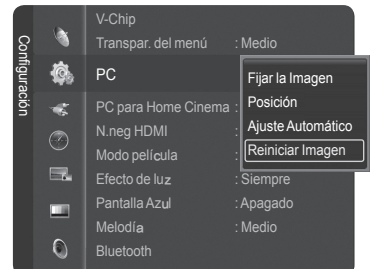 Configuración
V-Chip
Transpar. del menú : Medio
PC
PC para Home Cinema :
N.neg HDMI :
Modo película :
Efecto de luz : Siempre
Pantalla Azul : Apagado
Melodía : Medio
Bluetooth
Fijar la Imagen
Posición
Ajuste Automático
Reiniciar Imagen